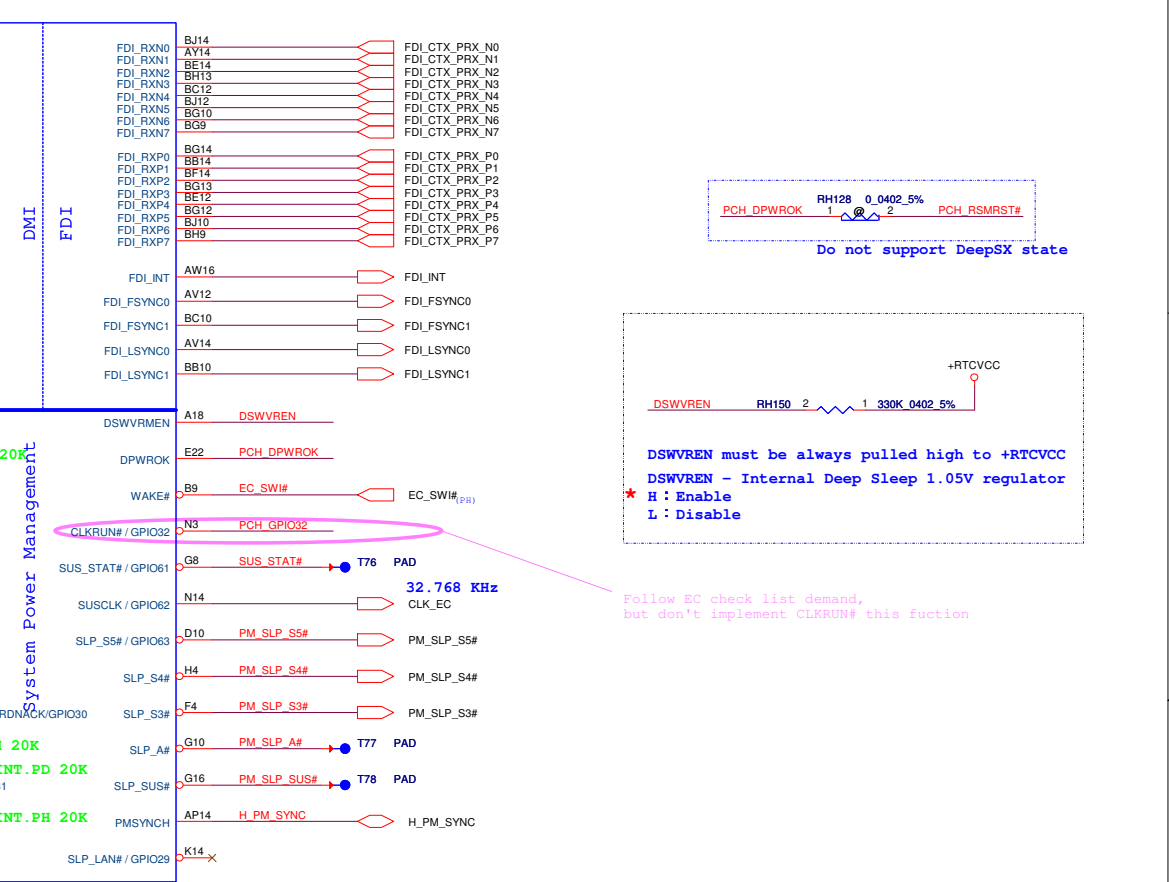 DMI
FDI
FDI_RXN0 BJ14 FDI_CTX_PRX_N0
FDI_RXN1 AY14 FDI_CTX_PRX_N1
FDI_RXN2 BE14 FDI_CTX_PRX_N2
FDI_RXN3 BH13 FDI_CTX_PRX_N3
FDI_RXN4 BC12 FDI_CTX_PRX_N4
FDI_RXN5 BJ12 FDI_CTX_PRX_N5
FDI_RXN6 BG10 FDI_CTX_PRX_N6
FDI_RXN7 BG9 FDI_CTX_PRX_N7
FDI_RXP0 BG14 FDI_CTX_PRX_P0
FDI_RXP1 BB14 FDI_CTX_PRX_P1
FDI_RXP2 BF14 FDI_CTX_PRX_P2
FDI_RXP3 BG13 FDI_CTX_PRX_P3
FDI_RXP4 BE12 FDI_CTX_PRX_P4
FDI_RXP5 BG12 FDI_CTX_PRX_P5
FDI_RXP6 BJ10 FDI_CTX_PRX_P6
FDI_RXP7 BH9 FDI_CTX_PRX_P7
FDI_INT AW16 FDI_INT
FDI_FSYNC0 AV12 FDI_FSYNC0
FDI_FSYNC1 BC10 FDI_FSYNC1
FDI_LSYNC0 AV14 FDI_LSYNC0
FDI_LSYNC1 BB10 FDI_LSYNC1
System Power Management
DSWVRMEN A18 DSWVREN
20K
DPWROK E22 PCH_DPWROK
WAKE# B9 EC_SWI# EC_SWI# (PH)
CLKRUN# / GPIO32 N3 PCH_GPIO32
SUS_STAT# / GPIO61 G8 SUS_STAT# T76 PAD
32.768 KHz
SUSCLK / GPIO62 N14 CLK_EC
SLP_S5# / GPIO63 D10 PM_SLP_S5# PM_SLP_S5#
SLP_S4# H4 PM_SLP_S4# PM_SLP_S4#
RDNACK/GPIO30 SLP_S3# F4 PM_SLP_S3# PM_SLP_S3#
20K
SLP_A# G10 PM_SLP_A# T77 PAD
NT.PD 20K
SLP_SUS# G16 PM_SLP_SUS# T78 PAD
NT.PH 20K
PMSYNCH AP14 H_PM_SYNC H_PM_SYNC
SLP_LAN# / GPIO29 K14
RH128 0_0402_5%
PCH_DPWROK 1 @ 2 PCH_RSMRST#
Do not support DeepSX state
+RTCVCC
DSWVREN RH150 2 1 330K_0402_5%
DSWVREN must be always pulled high to +RTCVCC
DSWVREN - Internal Deep Sleep 1.05V regulator
* H:Enable
L:Disable
Follow EC check list demand,
but don't implement CLKRUN# this fuction